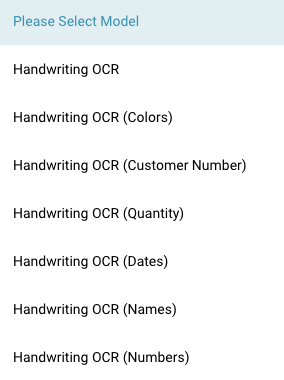 Please Select Model
Handwriting OCR
Handwriting OCR (Colors)
Handwriting OCR (Customer Number)
Handwriting OCR (Quantity)
Handwriting OCR (Dates)
Handwriting OCR (Names)
Handwriting OCR (Numbers)